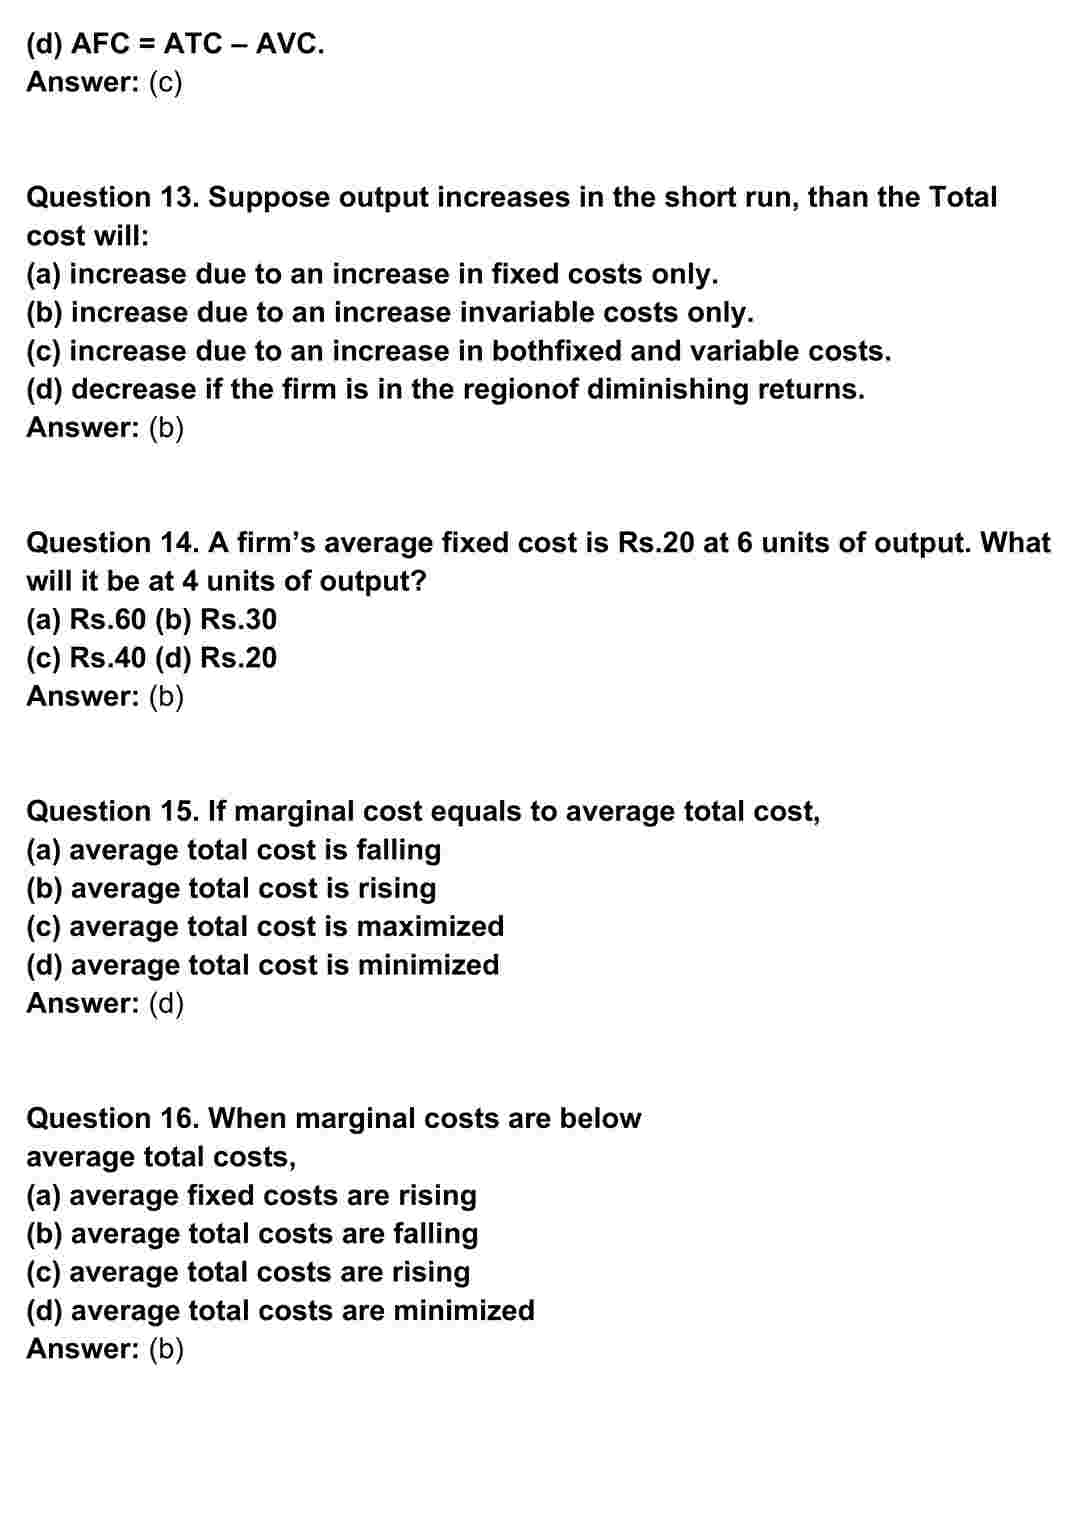 (d) AFC = ATC – AVC.
Answer: (c)
Question 13. Suppose output increases in the short run, than the Total
cost will:
(a) increase due to an increase in fixed costs only.
(b) increase due to an increase invariable costs only.
(c) increase due to an increase in bothfixed and variable costs.
(d) decrease if the firm is in the regionof diminishing returns.
Answer: (b)
Question 14. A firm’s average fixed cost is Rs.20 at 6 units of output. What
will it be at 4 units of output?
(a) Rs.60 (b) Rs.30
(c) Rs.40 (d) Rs.20
Answer: (b)
Question 15. If marginal cost equals to average total cost,
(a) average total cost is falling
(b) average total cost is rising
(c) average total cost is maximized
(d) average total cost is minimized
Answer: (d)
Question 16. When marginal costs are below
average total costs,
(a) average fixed costs are rising
(b) average total costs are falling
(c) average total costs are rising
(d) average total costs are minimized
Answer: (b)